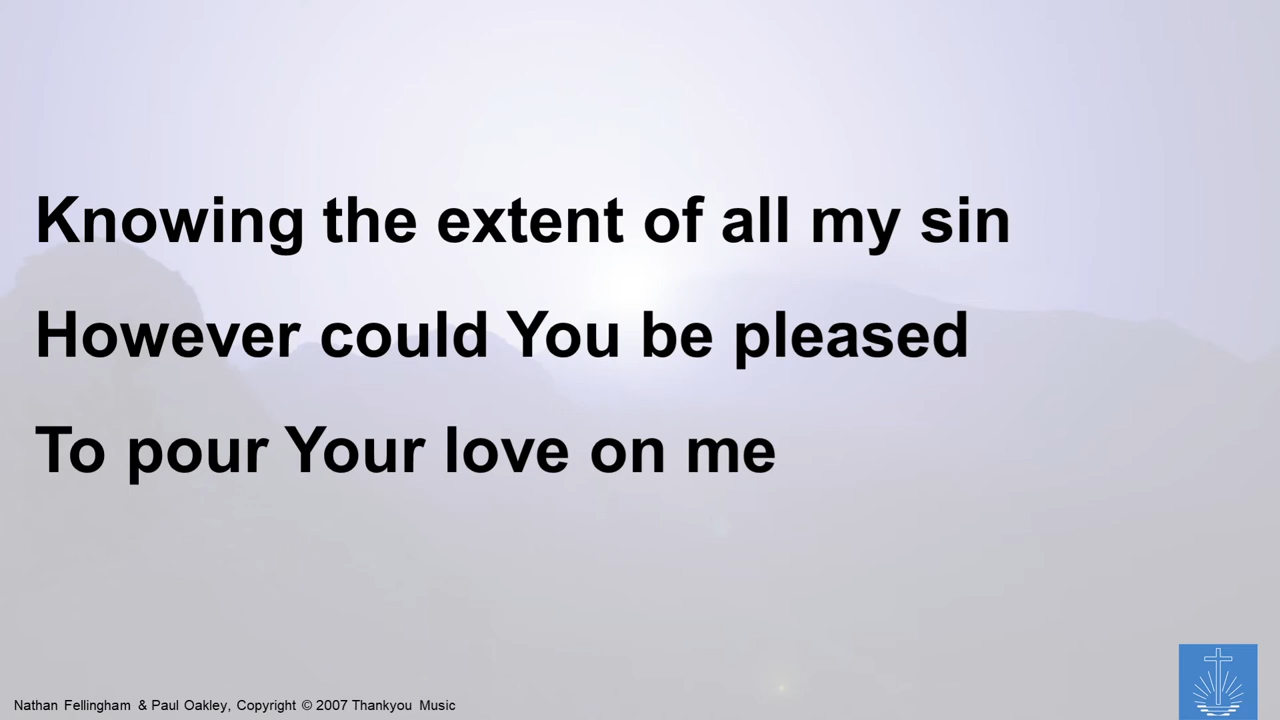 Knowing the extent of all my sin
However could You be pleased
To pour Your love on me
Nathan Fellingham & Paul Oakley, Copyright © 2007 Thankyou Music